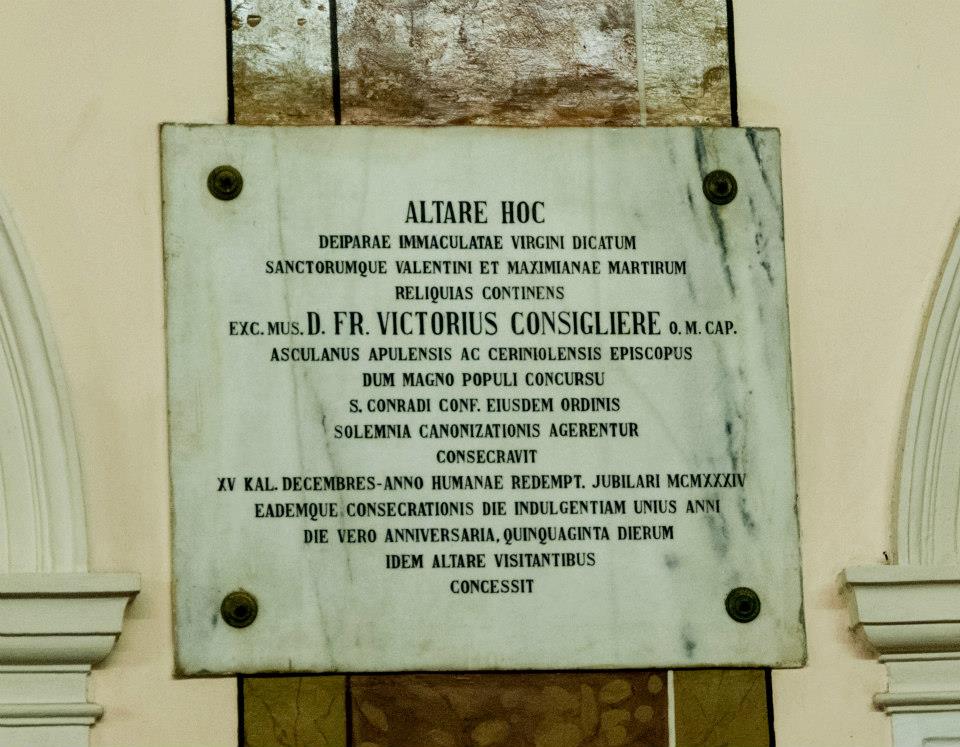 ALTARE HOC
DEIPARAE IMMACULATAE VIRGINI DICATUM
SANCTORUMQUE VALENTINI ET MAXIMIANAE MARTIRUM
RELIQUIAS CONTINENS
EXC.MUS. D. FR. VICTORIUS CONSIGLIERE O.M. CAP.
ASCULANUS APULENSIS AC CERINIOLENSIS EPISCOPUS
DUM MAGNO POPULI CONCURSU
S. CONRADI CONF. EIUSDEM ORDINIS
SOLEMNIA CANONIZATIONIS AGERENTUR
CONSECRAVIT
XV KAL. DECEMBRES-ANNO HUMANAE REDEMPT. JUBILARI MCMXXXIV
EADEMQUE CONSECRATIONIS DIE INDULGENTIAM UNIUS ANNI
DIE VERO ANNIVERSARIA, QUINQUAGINTA DIERUM
IDEM ALTARE VISITANTIBUS
CONCESSIT